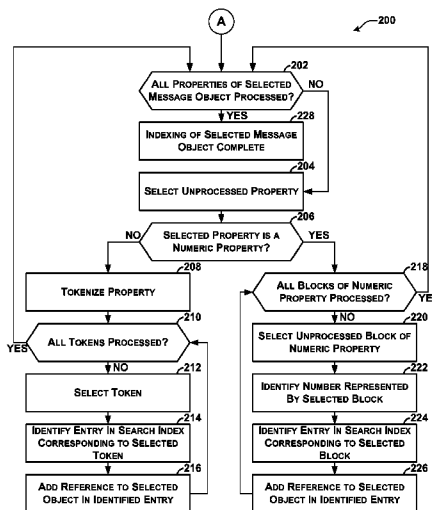 A
200
202
ALL PROPERTIES OF SELECTED
MESSAGE OBJECT PROCESSED?
NO
YES
228
INDEXING OF SELECTED MESSAGE
OBJECT COMPLETE
204
SELECT UNPROCESSED PROPERTY
206
SELECTED PROPERTY IS A
NUMERIC PROPERTY?
NO
YES
208
TOKENIZE PROPERTY
210
ALL TOKENS PROCESSED?
YES
NO
212
SELECT TOKEN
214
IDENTIFY ENTRY IN SEARCH INDEX
CORRESPONDING TO SELECTED
TOKEN
216
ADD REFERENCE TO SELECTED
OBJECT IN IDENTIFIED ENTRY
218
ALL BLOCKS OF NUMERIC
PROPERTY PROCESSED?
YES
NO
220
SELECT UNPROCESSED BLOCK OF
NUMERIC PROPERTY
222
IDENTIFY NUMBER REPRESENTED
BY SELECTED BLOCK
224
IDENTIFY ENTRY IN SEARCH INDEX
CORRESPONDING TO SELECTED
BLOCK
226
ADD REFERENCE TO SELECTED
OBJECT IN IDENTIFIED ENTRY